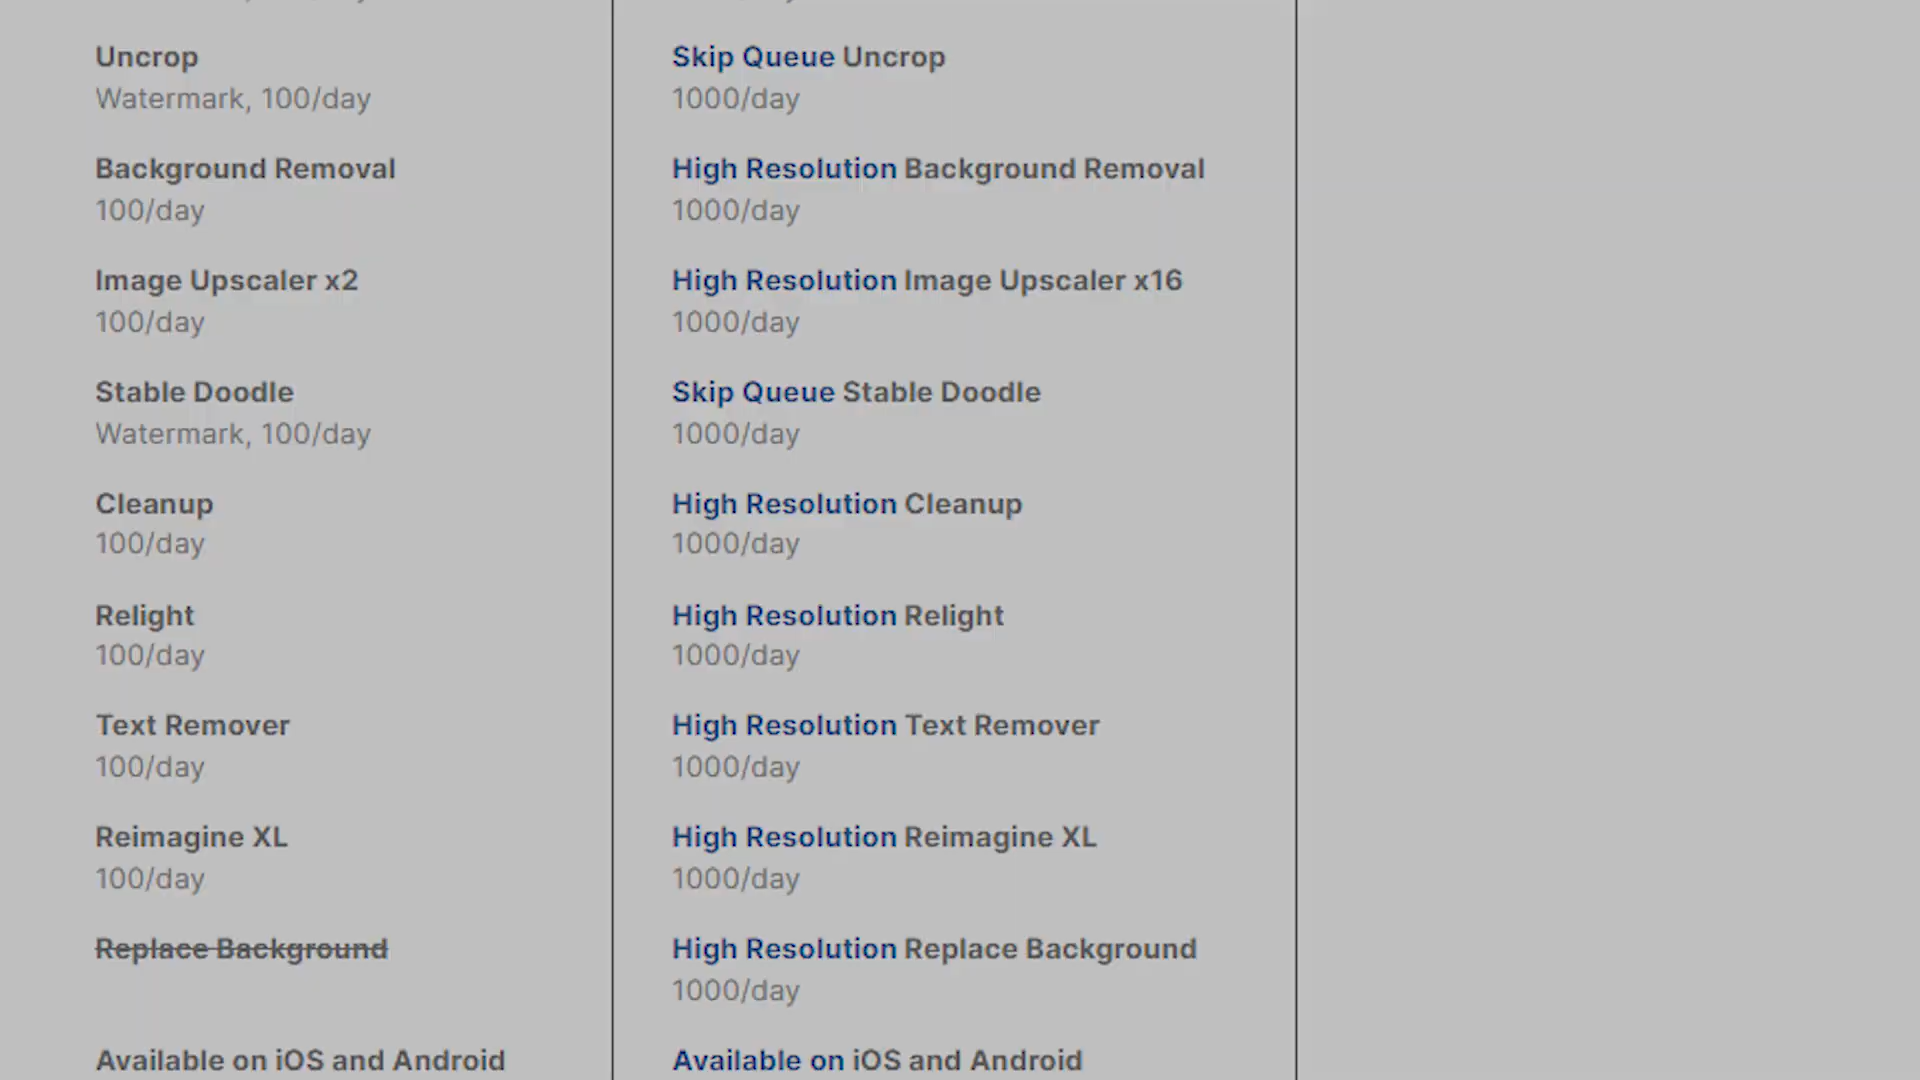 Uncrop
Watermark, 100/day
Background Removal
100/day
Image Upscaler x2
100/day
Stable Doodle
Watermark, 100/day
Cleanup
100/day
Relight
100/day
Text Remover
100/day
Reimagine XL
100/day
Replace Background
Available on iOS and Android
Skip Queue Uncrop
1000/day
High Resolution Background Removal
1000/day
High Resolution Image Upscaler x16
1000/day
Skip Queue Stable Doodle
1000/day
High Resolution Cleanup
1000/day
High Resolution Relight
1000/day
High Resolution Text Remover
1000/day
High Resolution Reimagine XL
1000/day
High Resolution Replace Background
1000/day
Available on iOS and Android